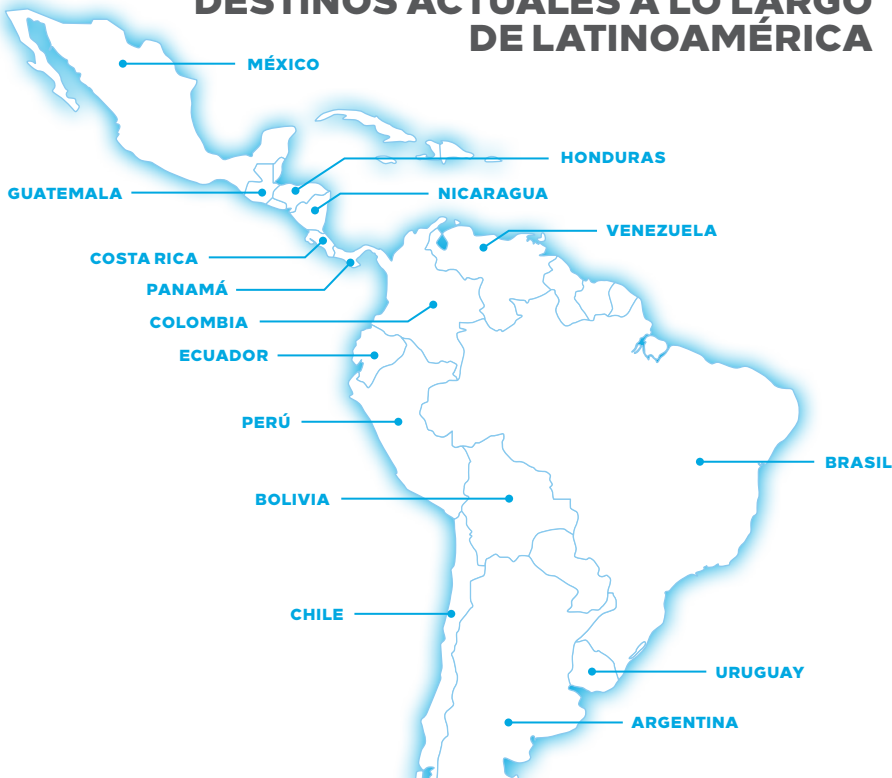 DESTINOS ACTUALES A LO LARGO
DE LATINOAMÉRICA
MÉXICO
HONDURAS
GUATEMALA
NICARAGUA
VENEZUELA
COSTA RICA
PANAMÁ
COLOMBIA
ECUADOR
PERÚ
BRASIL
BOLIVIA
CHILE
URUGUAY
ARGENTINA